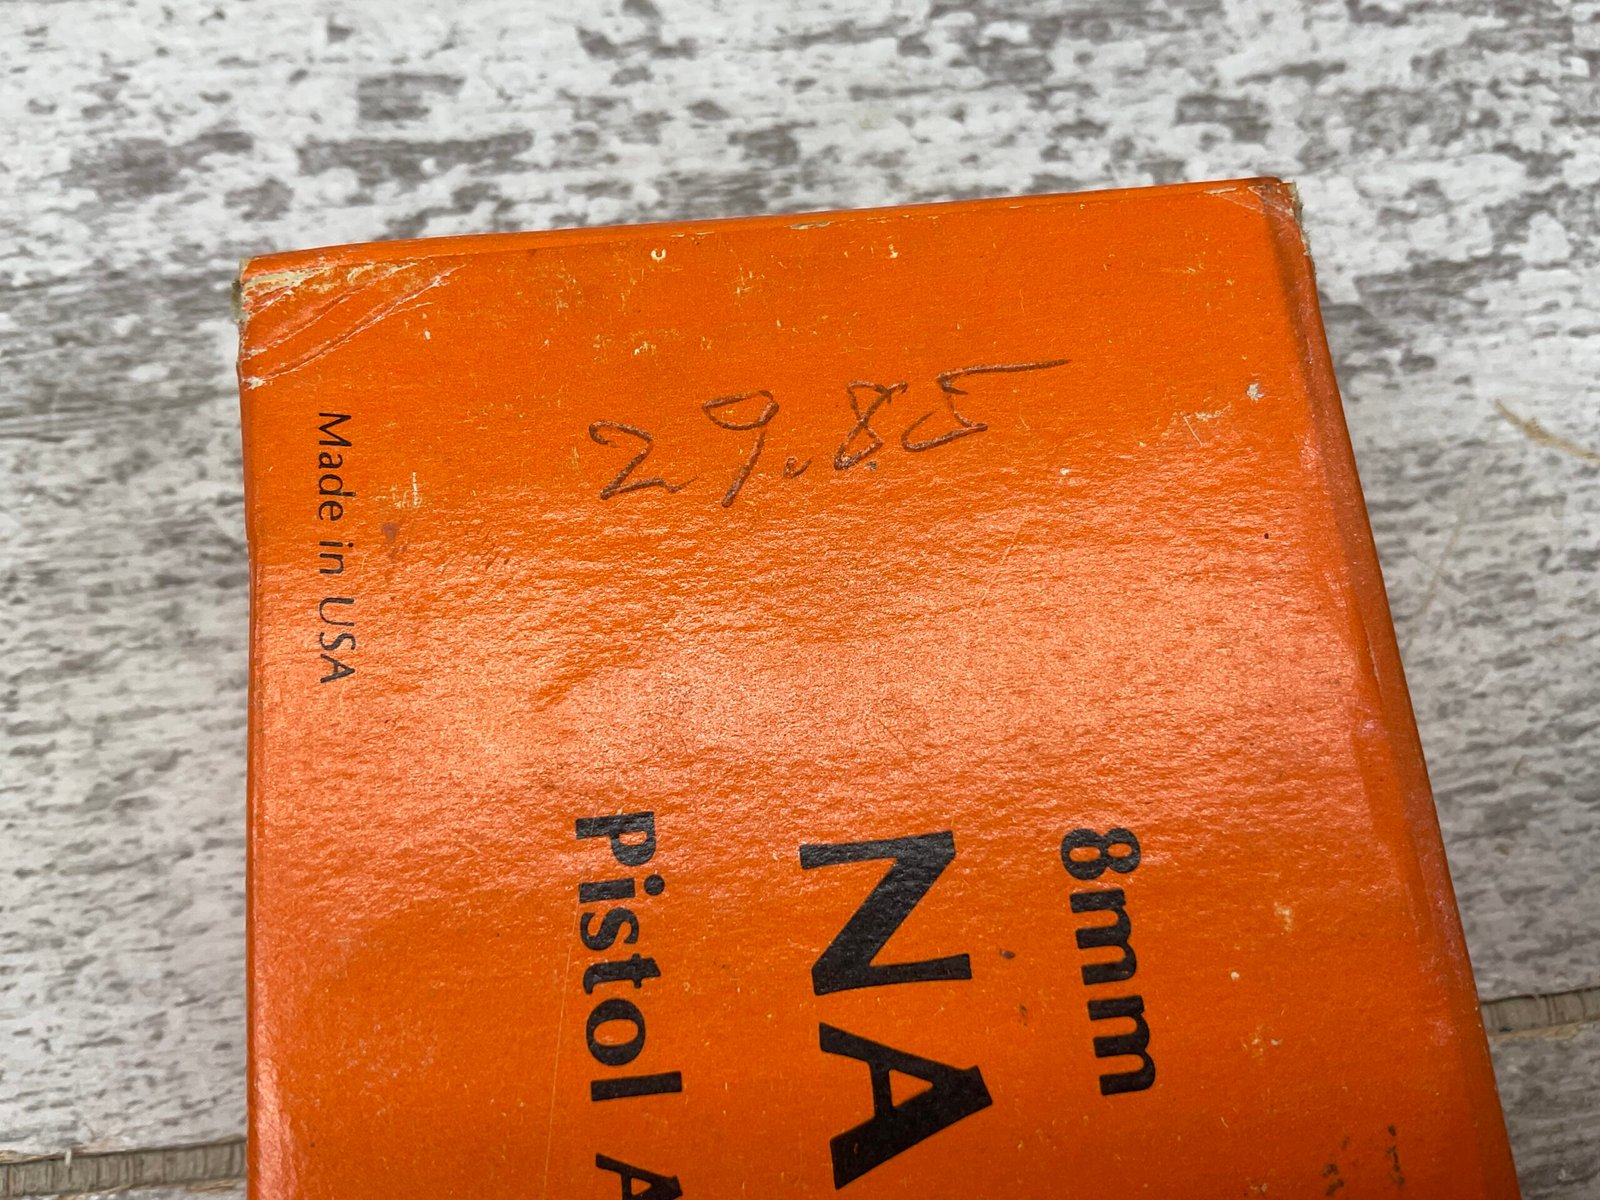 29.85
Made in USA
8mm
NA
Pistol A